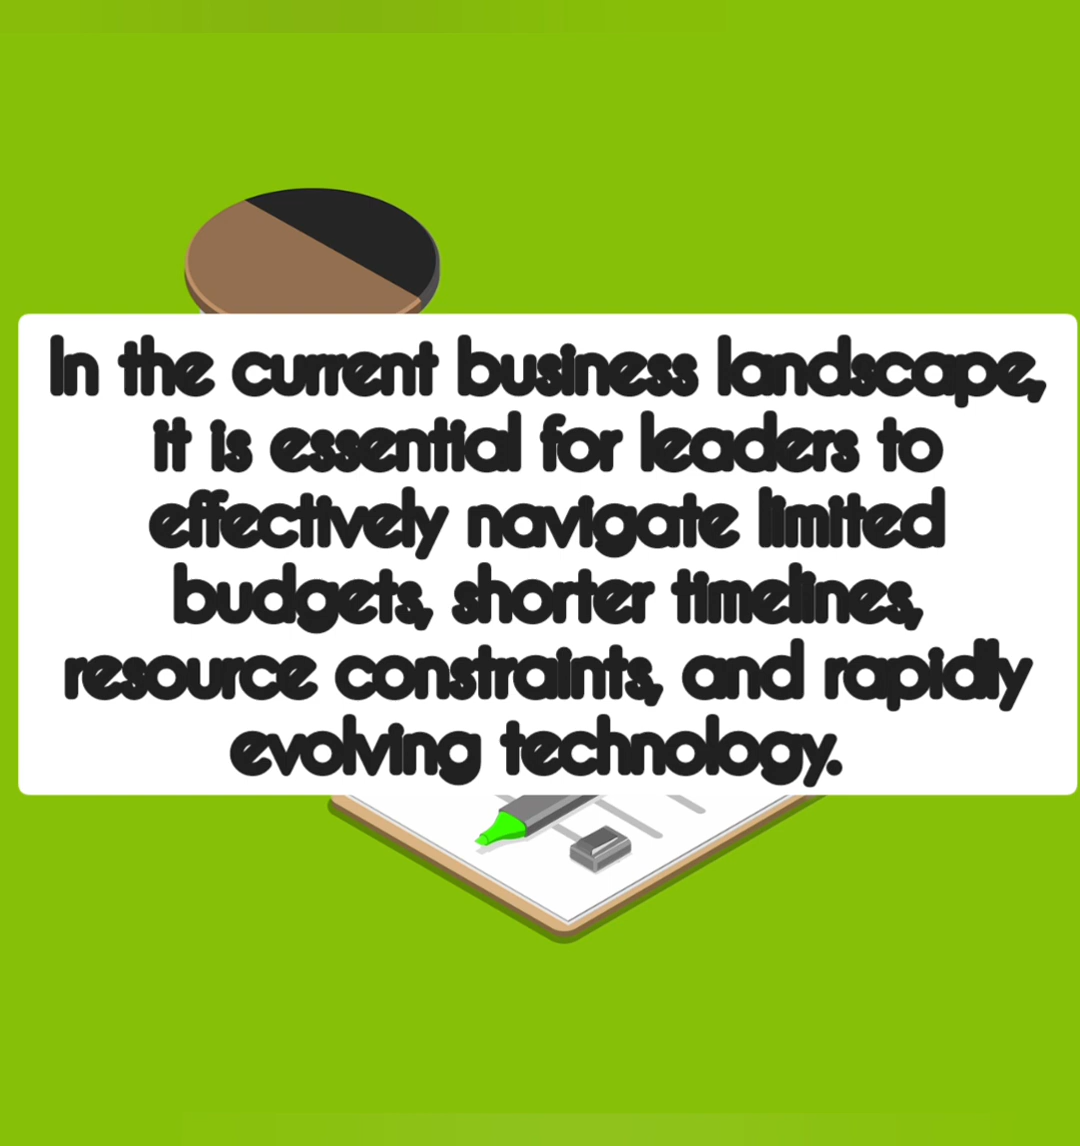 In the current business landscape,
it is essential for leaders to
effectively navigate limited
budgets, shorter timelines,
resource constraints, and rapidly
evolving technology.